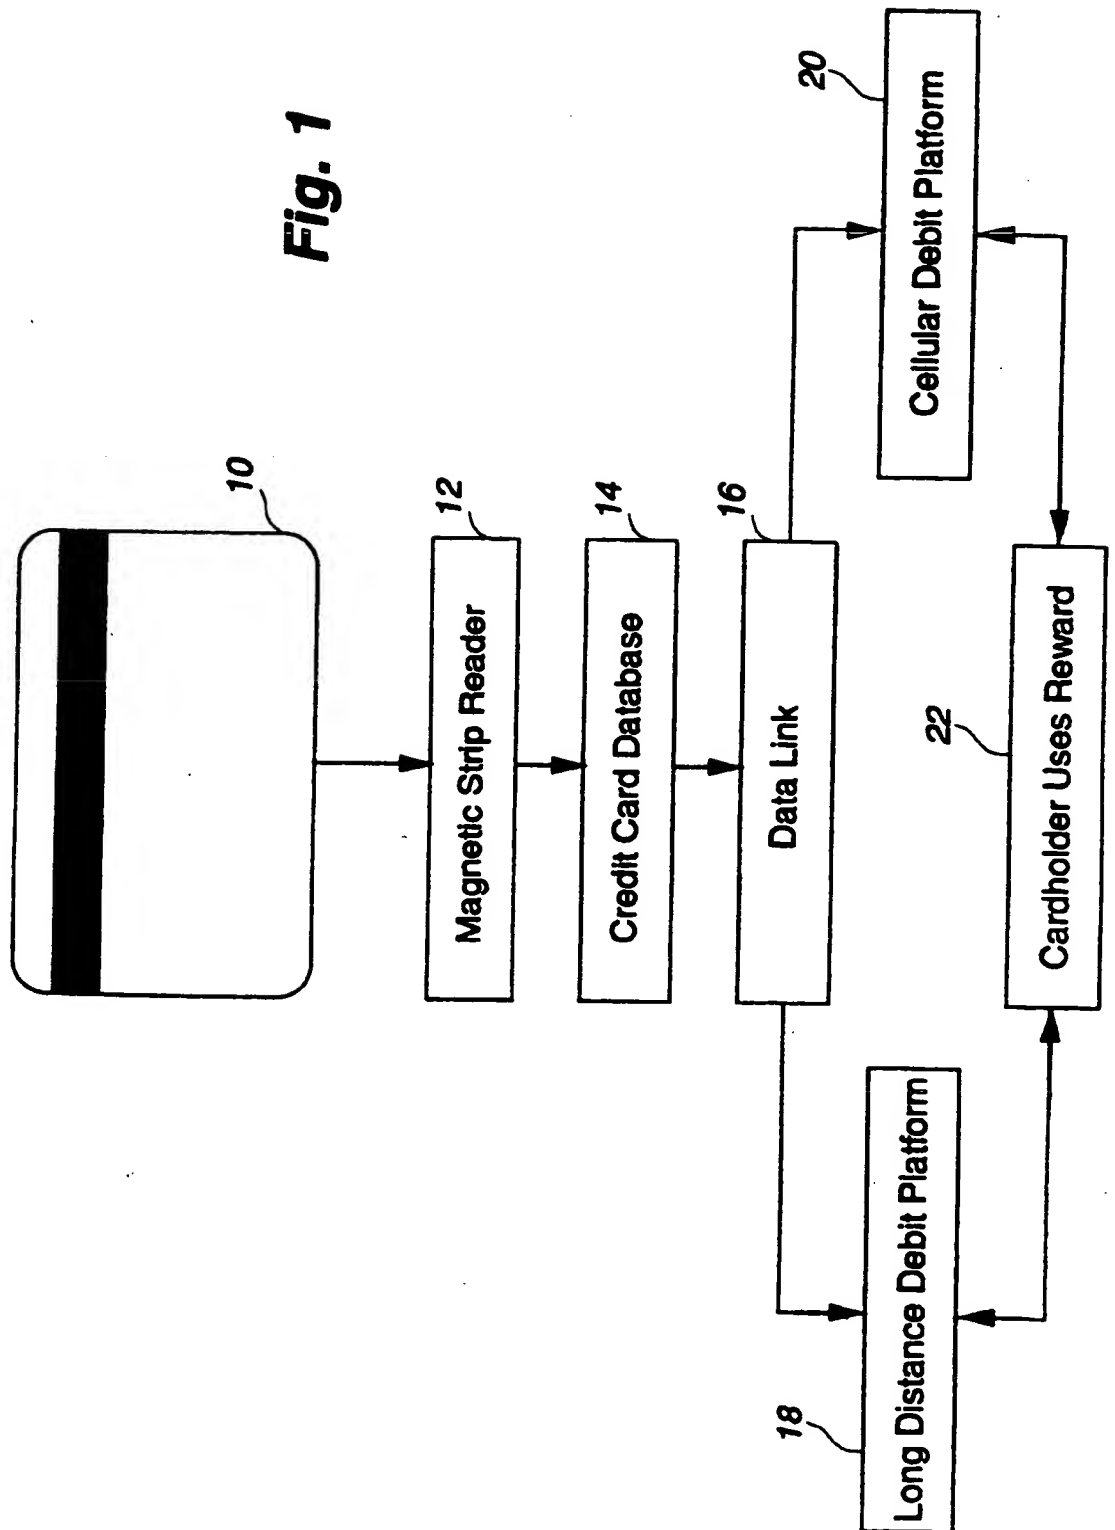 Fig. 1
10
12
Magnetic Strip Reader
14
Credit Card Database
16
Data Link
18
Long Distance Debit Platform
20
Cellular Debit Platform
22
Cardholder Uses Reward